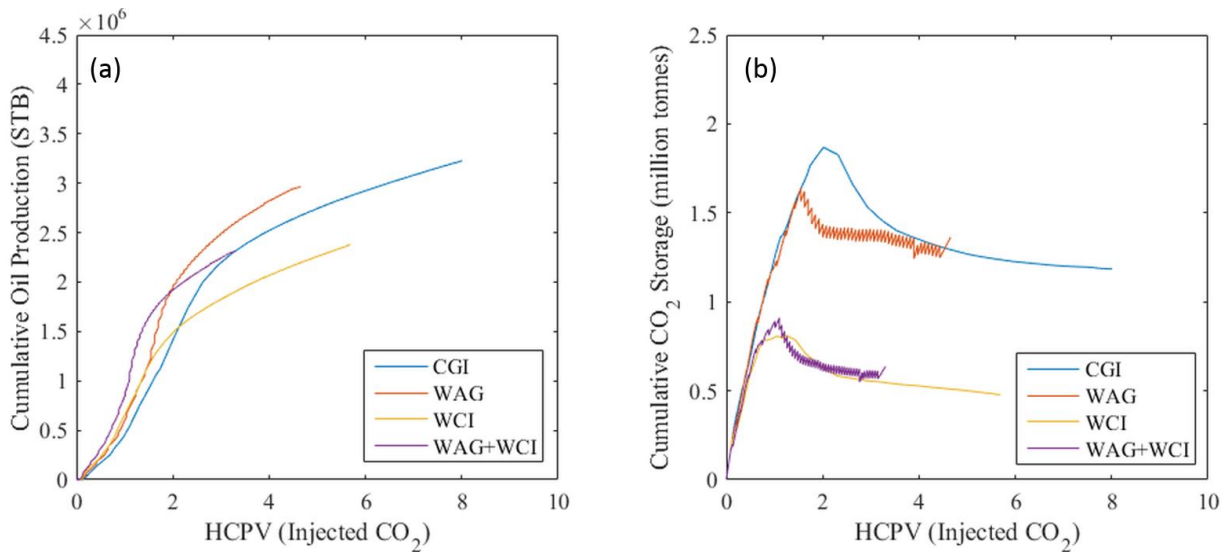 ×10⁶
4.5
4
3.5
3
2.5
2
1.5
1
0.5
0
(a)
Cumulative Oil Production (STB)
0 2 4 6 8 10
HCPV (Injected CO₂)
CGI
WAG
WCI
WAG+WCI
2.5
2
1.5
1
0.5
0
(b)
Cumulative CO₂ Storage (million tonnes)
0 2 4 6 8 10
HCPV (Injected CO₂)
CGI
WAG
WCI
WAG+WCI